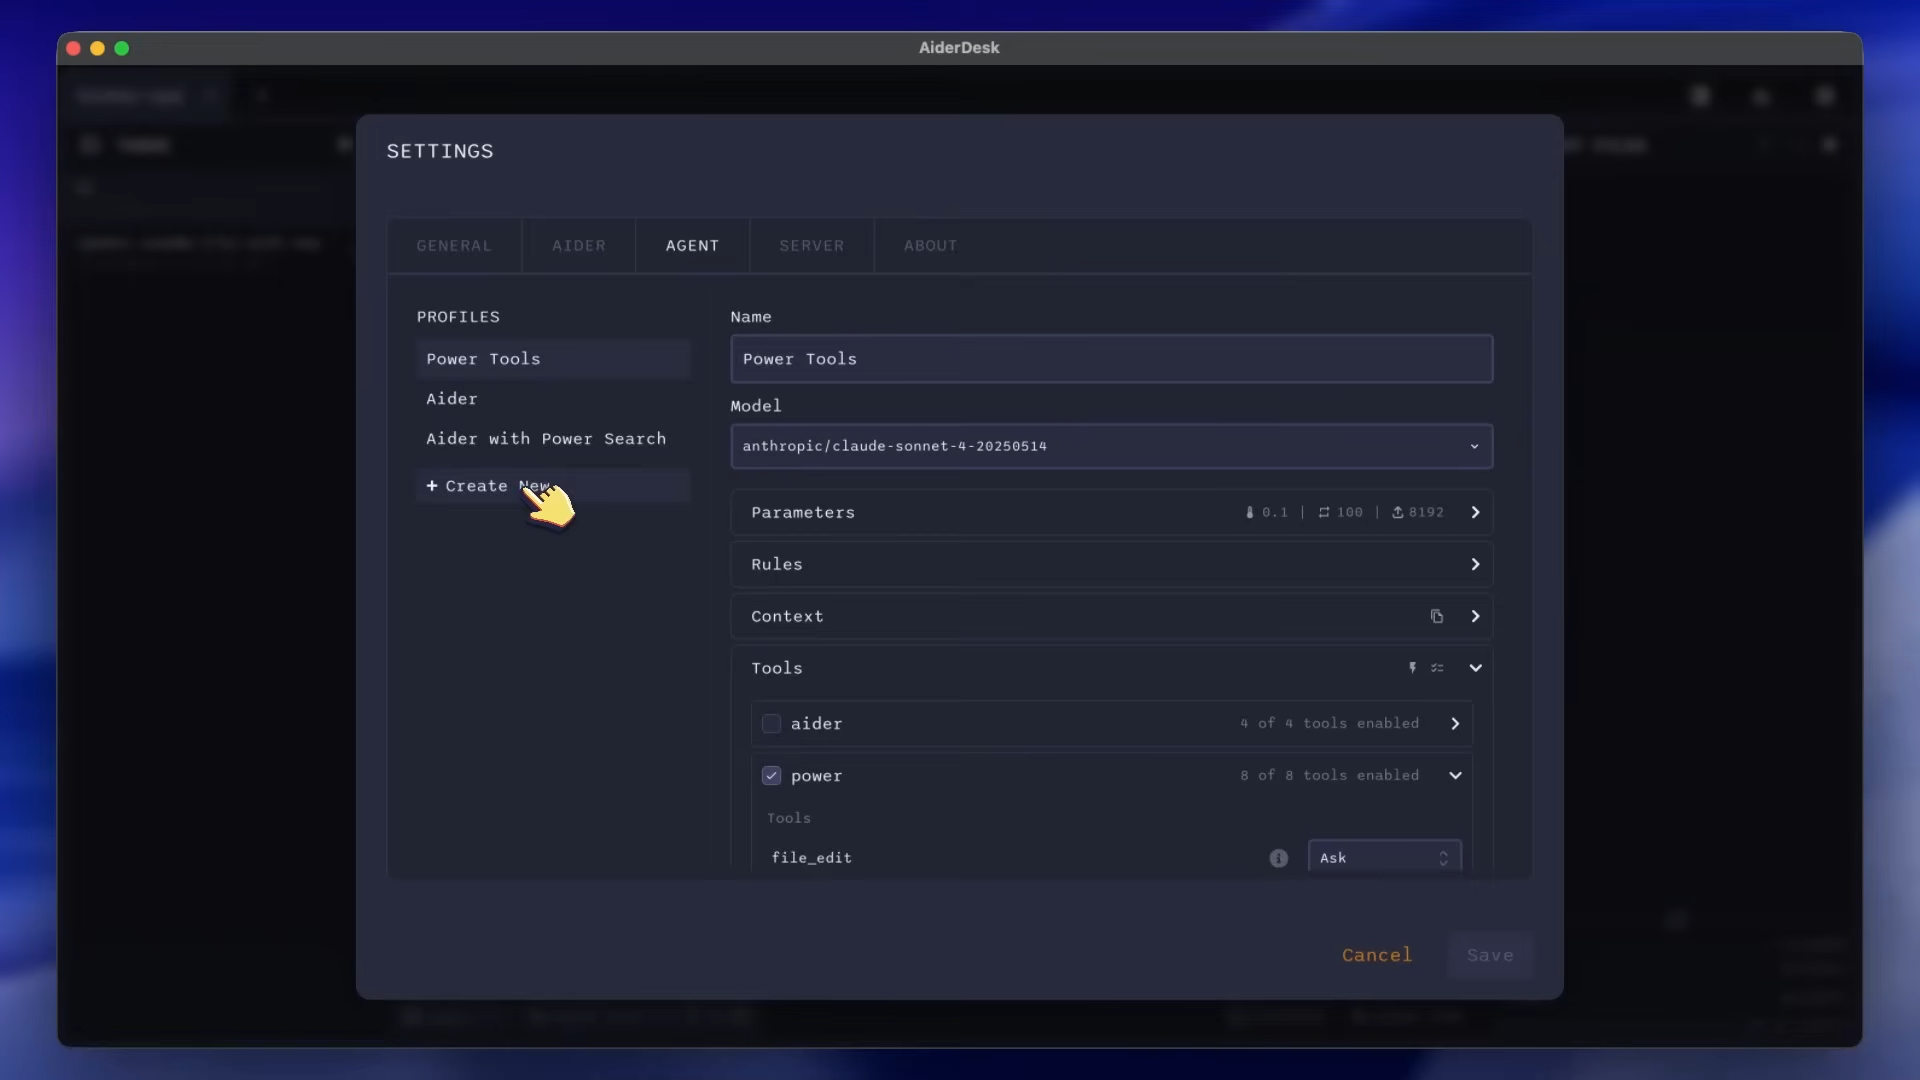 AiderDesk
SETTINGS
GENERAL
AIDER
AGENT
SERVER
ABOUT
PROFILES
Power Tools
Aider
Aider with Power Search
+ Create New
Name
Power Tools
Model
anthropic/claude-sonnet-4-20250514
Parameters 0.1 | 100 | 8192
Rules
Context
Tools
aider 4 of 4 tools enabled
power 8 of 8 tools enabled
Tools
file_edit Ask
Cancel Save